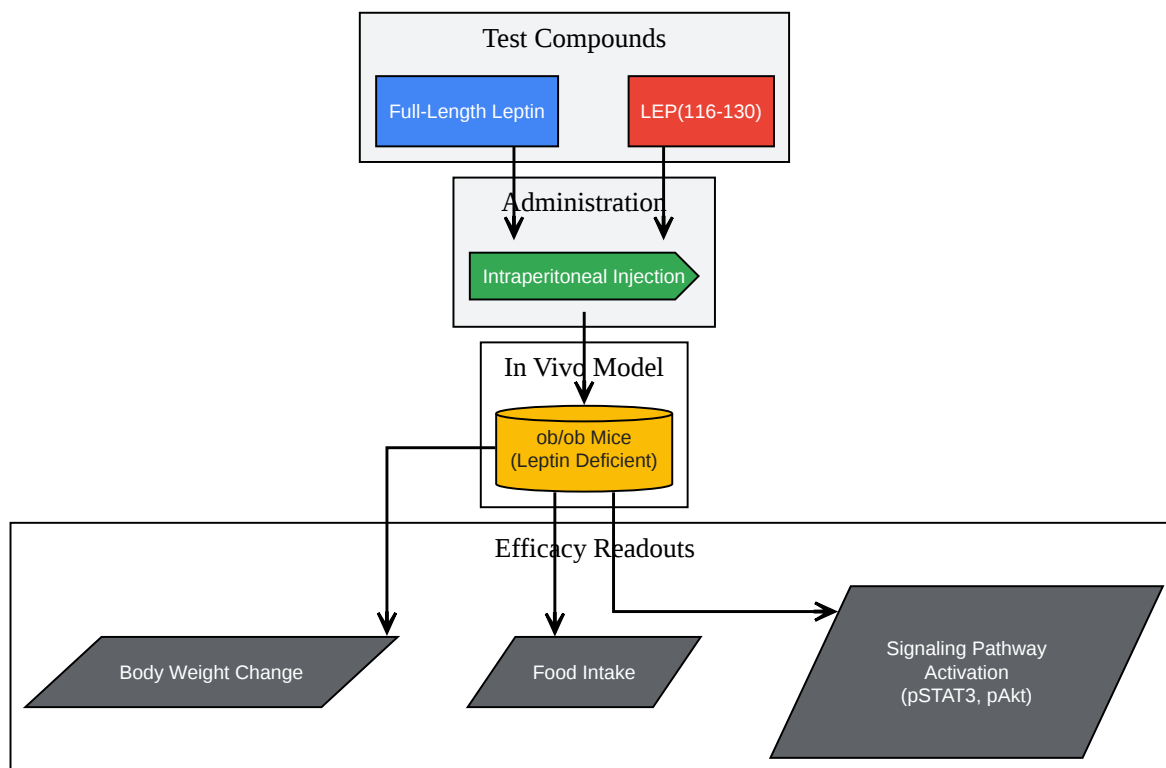 Test Compounds
Full-Length Leptin
LEP(116-130)
Administration
Intraperitoneal Injection
In Vivo Model
ob/ob Mice
(Leptin Deficient)
Efficacy Readouts
Body Weight Change
Food Intake
Signaling Pathway
Activation
(pSTAT3, pAkt)